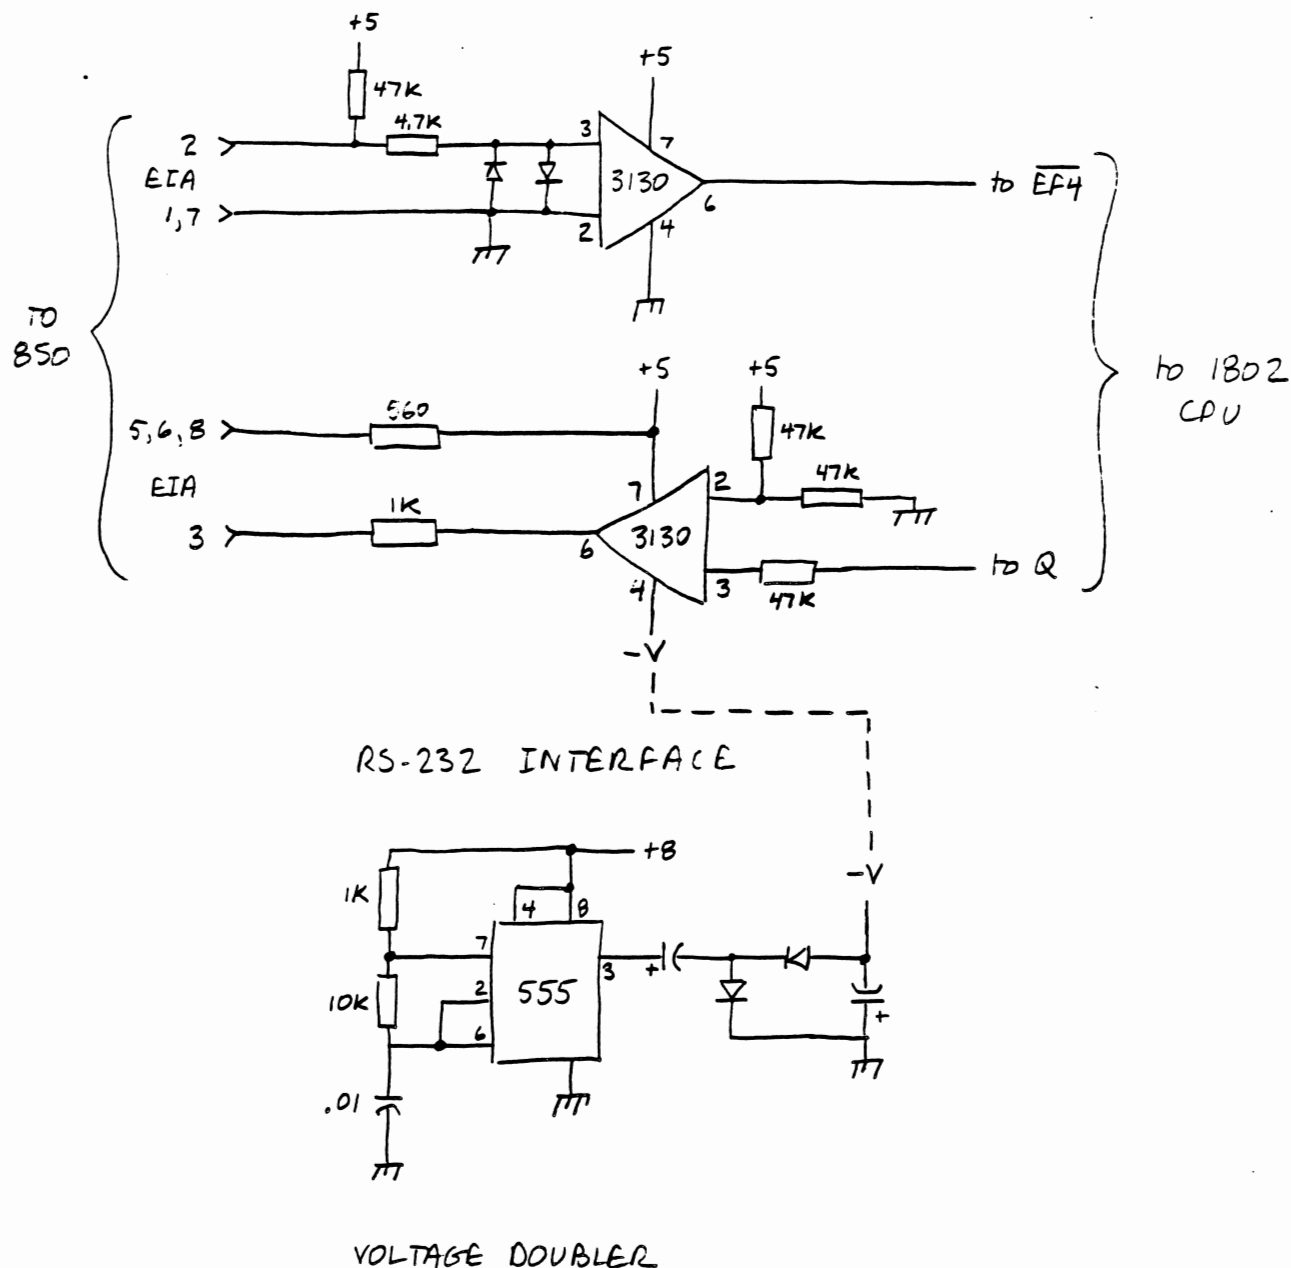 +5
47K
4.7K
+5
2
3
7
EIA
3130
to EF4
6
1,7
2
4
TO
850
+5
+5
to 1802
CPU
560
5,6,8
47K
47K
EIA
7
2
1K
3
6
3130
to Q
4
3
47K
-V
RS-232 INTERFACE
+8
-V
1K
4
8
7
3
+
2
555
10K
+
6
.01
VOLTAGE DOUBLER